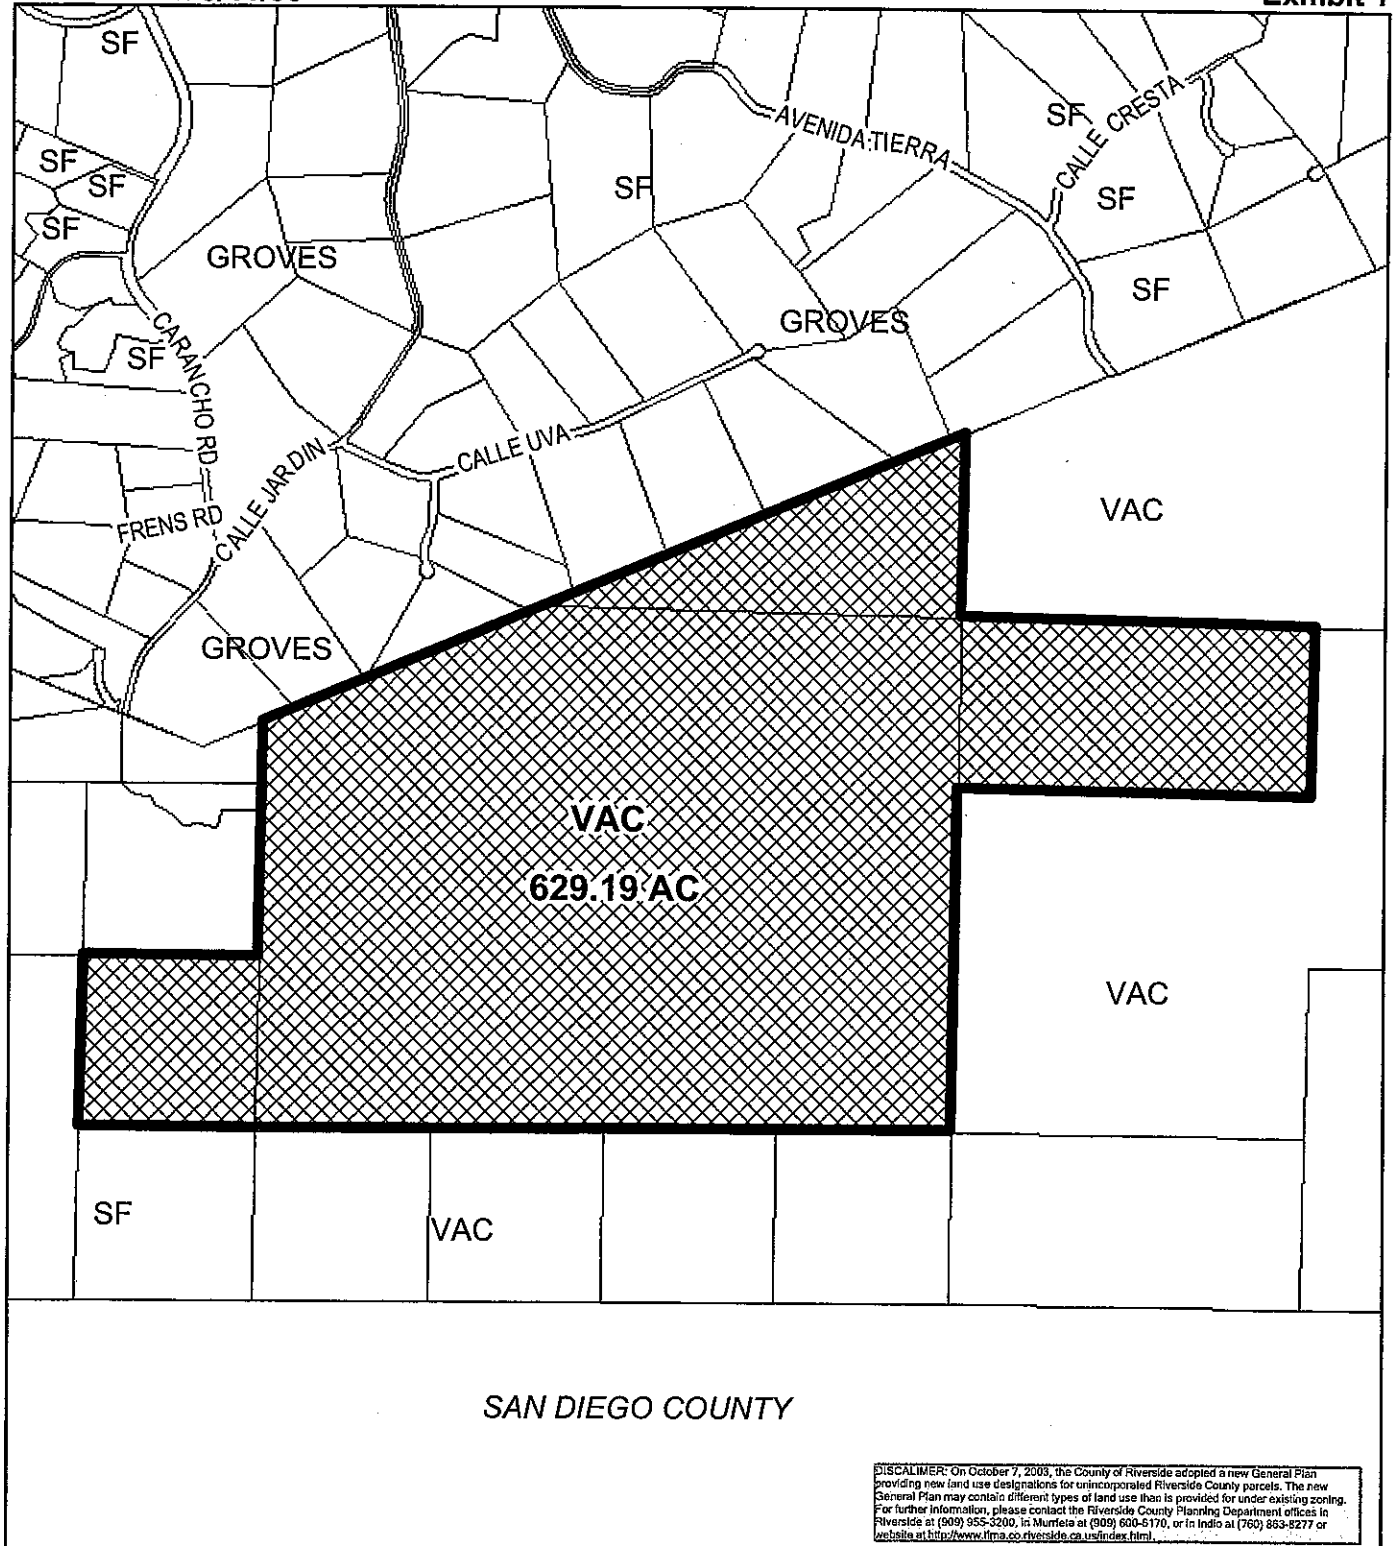 Exhibit
SF
SF
SF
SF
SF
CALLE CRESTA
AVENIDA TIERRA
SF
SF
GROVES
SF
GROVES
CARANCHO RD
SF
CALLE UVA
CALLE JARDIN
FRENS RD
VAC
GROVES
VAC
629.19 AC
VAC
SF
VAC
SAN DIEGO COUNTY
DISCALIMER: On October 7, 2003, the County of Riverside adopted a new General Plan
providing new land use designations for unincorporated Riverside County parcels. The new
General Plan may contain different types of land use than is provided for under existing zoning.
For further information, please contact the Riverside County Planning Department offices in
Riverside at (909) 955-3200, in Murrieta at (909) 600-6170, or in Indio at (760) 863-8277 or
website at http://www.tlma.co.riverside.ca.us/index.html.